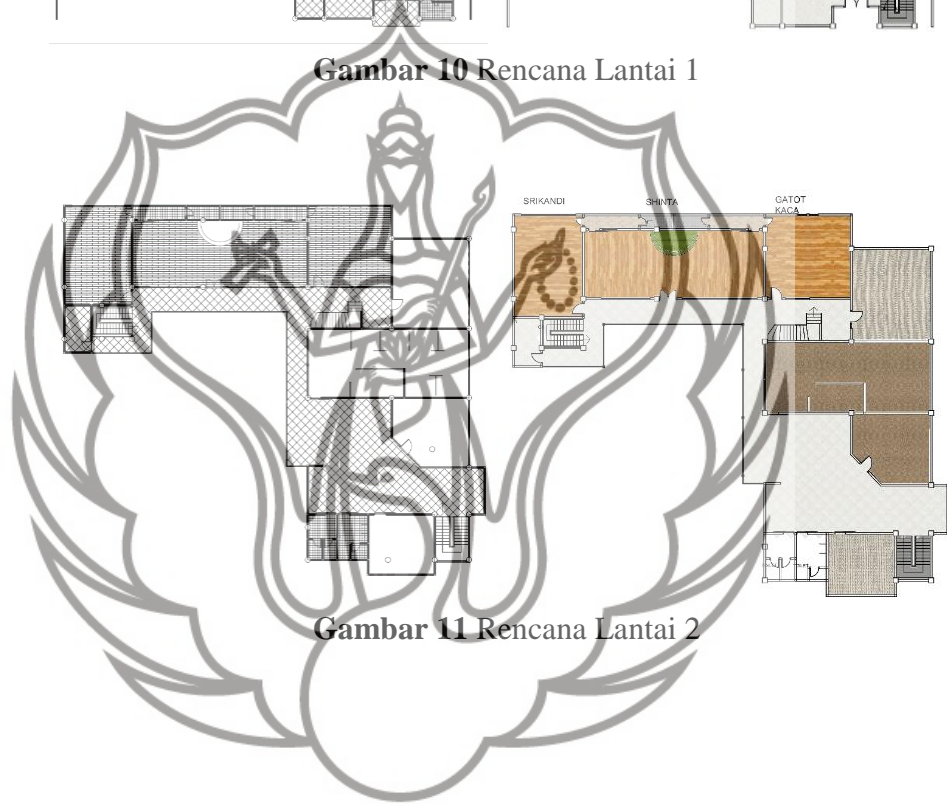 Gambar 10 Rencana Lantai 1
SRIKANDI
SHINTA
GATOT
KACA
Gambar 11 Rencana Lantai 2